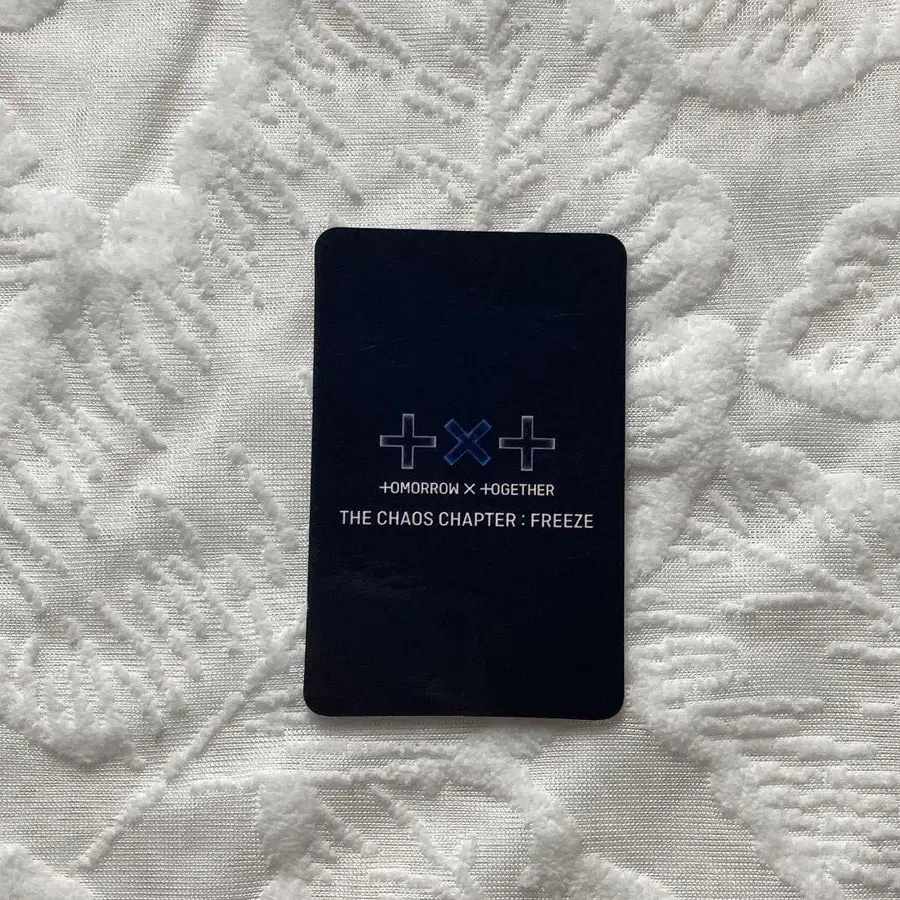 +×+
+OMORROW × +OGETHER
THE CHAOS CHAPTER : FREEZE